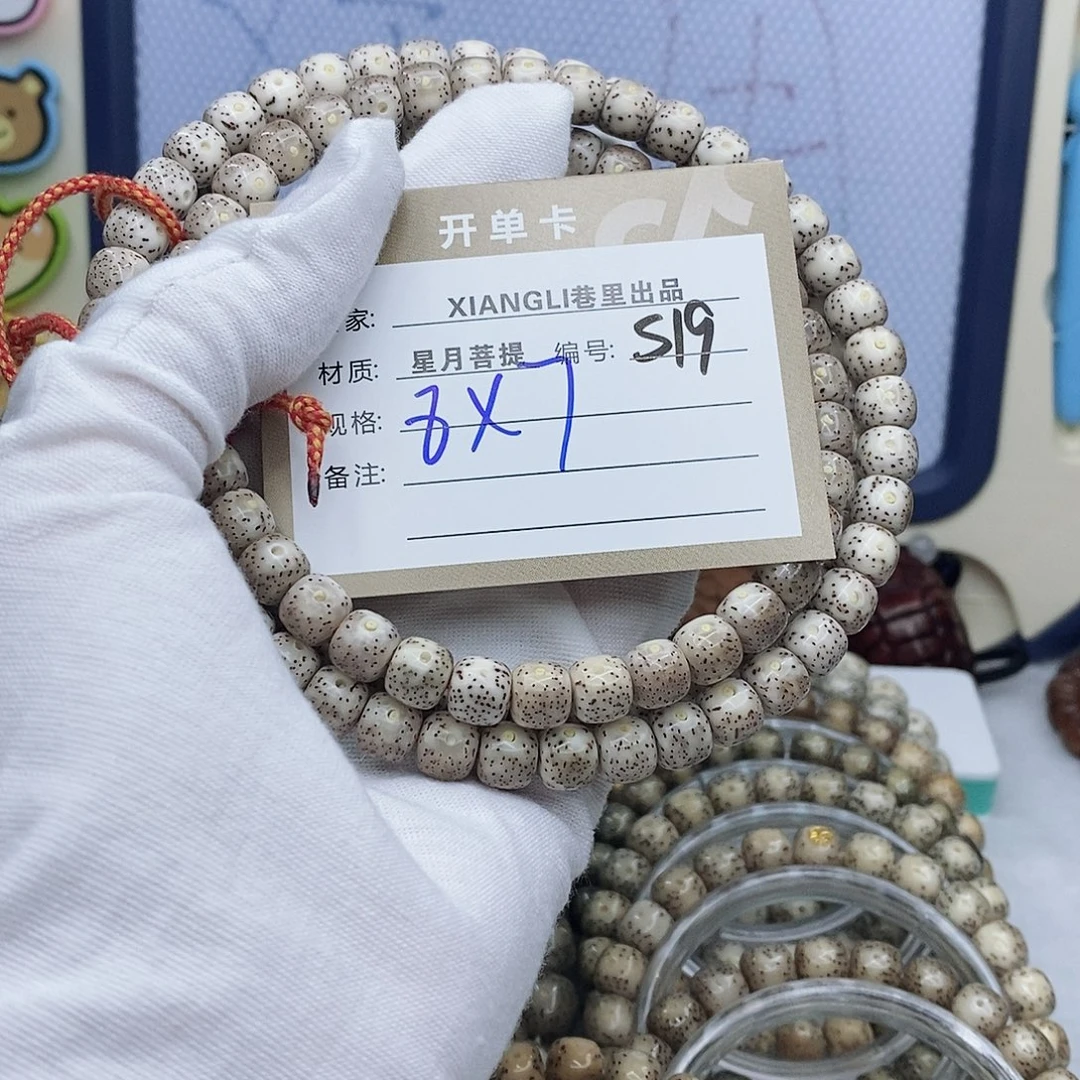 开单卡
家: XIANGLI巷里出品
材质: 星月菩提 编号: S19
规格: 8X7
备注: